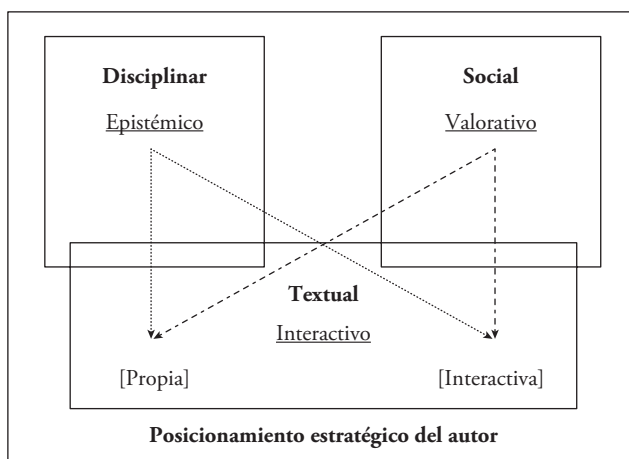 Disciplinar
Social
Epistémico
Valorativo
Textual
Interactivo
[Propia]
[Interactiva]
Posicionamiento estratégico del autor